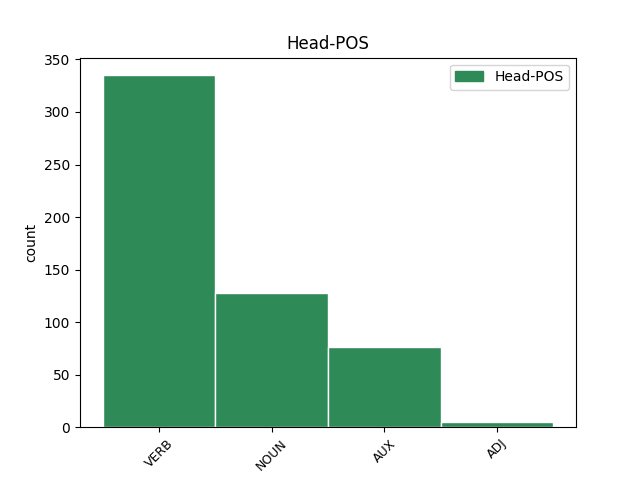 Head-POS
Head-POS
350
300
250
200
150
100
50
0
count
VERB
NOUN
AUX
ADJ